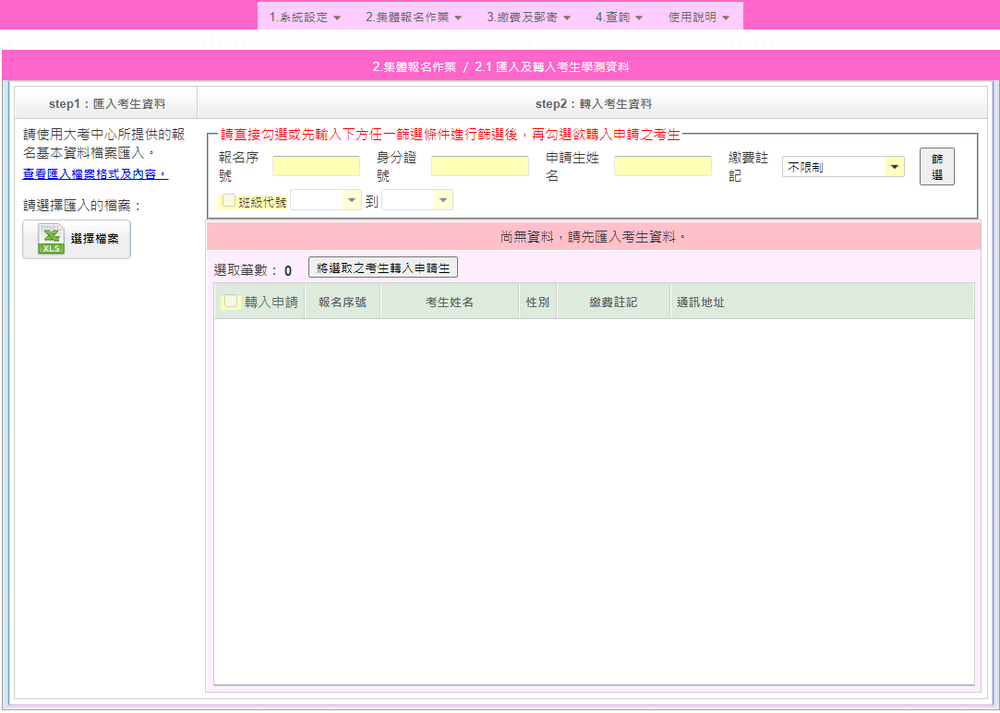 1.系統設定 2.集體報名作業 3.繳費及郵寄 4.查詢 使用說明
2.集體報名作業 / 2.1 匯入及轉入考生學測資料
step1：匯入考生資料
step2：轉入考生資料
請使用大考中心所提供的報
名基本資料檔案匯入。
查看匯入檔案格式及內容。
請選擇匯入的檔案：
XLS 選擇檔案
請直接勾選或先輸入下方任一篩選條件進行篩選後，再勾選欲轉入申請之考生
報名序
號
身分證
號
申請生姓
名
繳費註
記
不限制
篩
選
班級代號 到
尚無資料，請先匯入考生資料。
選取筆數： 0 將選取之考生轉入申請生
轉入申請 報名序號 考生姓名 性別 繳費註記 通訊地址